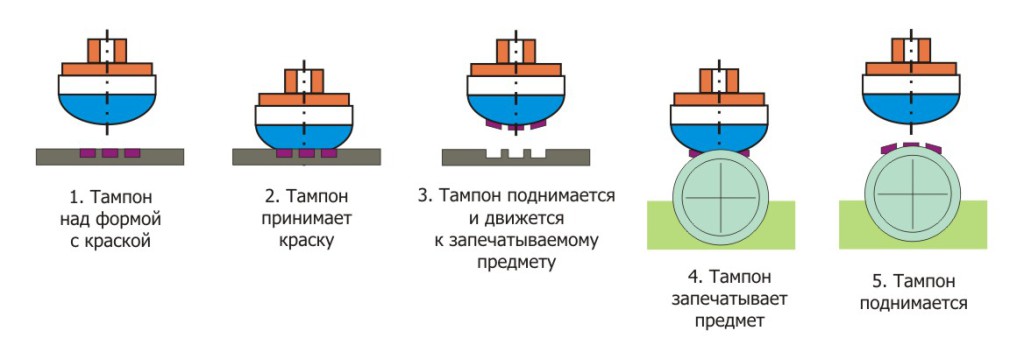 1. Тампон
над формой
с краской
2. Тампон
принимает
краску
3. Тампон поднимается
и движется
к запечатываемому
предмету
4. Тампон
запечатывает
предмет
5. Тампон
поднимается